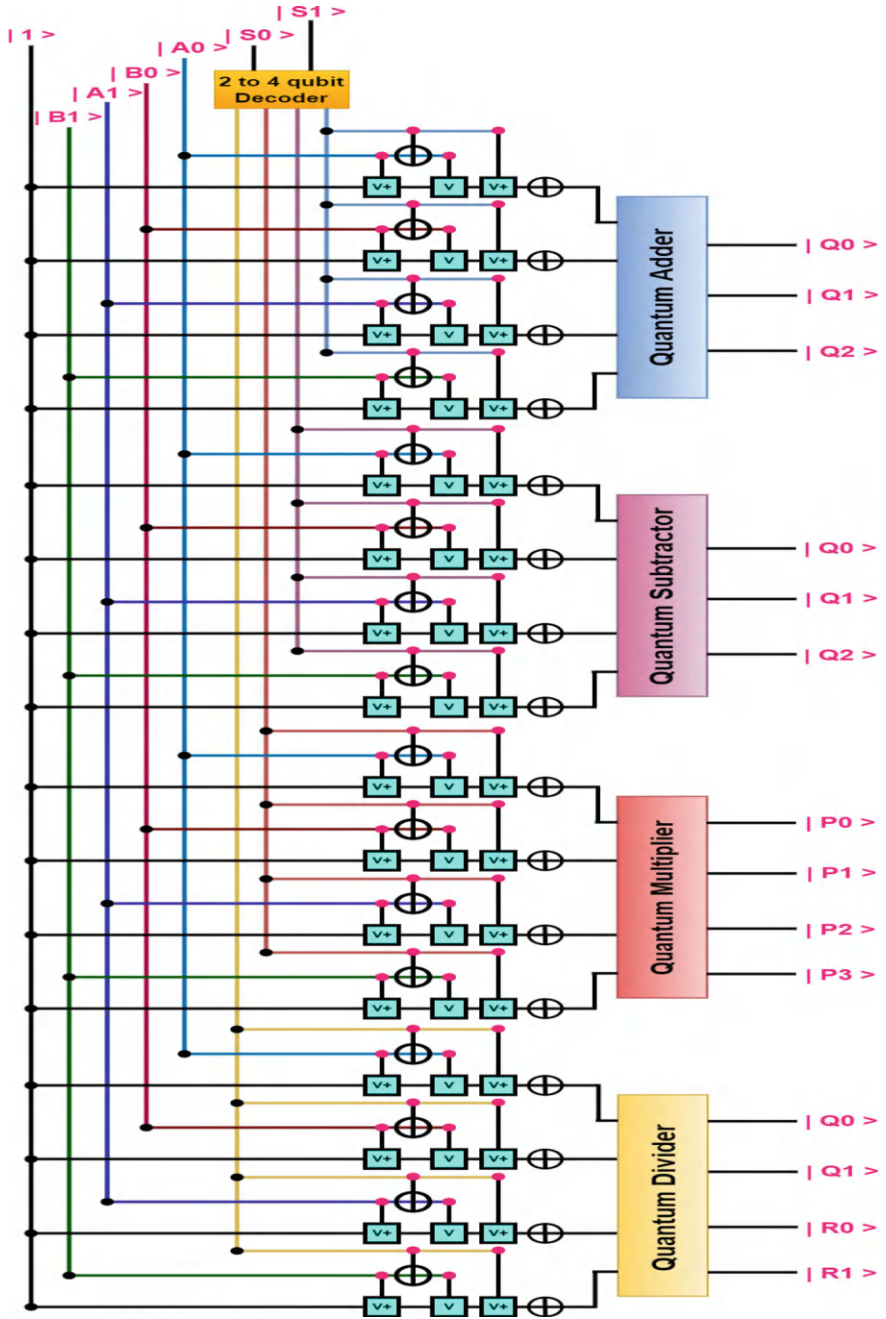 | S1 >
| 1 >
| S0 >
| A0 >
| B0 >
| A1 >
| B1 >
2 to 4 qubit
Decoder
V+ V V+
V+ V V+
V+ V V+
V+ V V+
Quantum Adder
| Q0 >
| Q1 >
| Q2 >
V+ V V+
V+ V V+
V+ V V+
V+ V V+
Quantum Subtractor
| Q0 >
| Q1 >
| Q2 >
V+ V V+
V+ V V+
V+ V V+
V+ V V+
Quantum Multiplier
| P0 >
| P1 >
| P2 >
| P3 >
V+ V V+
V+ V V+
V+ V V+
V+ V V+
Quantum Divider
| Q0 >
| Q1 >
| R0 >
| R1 >